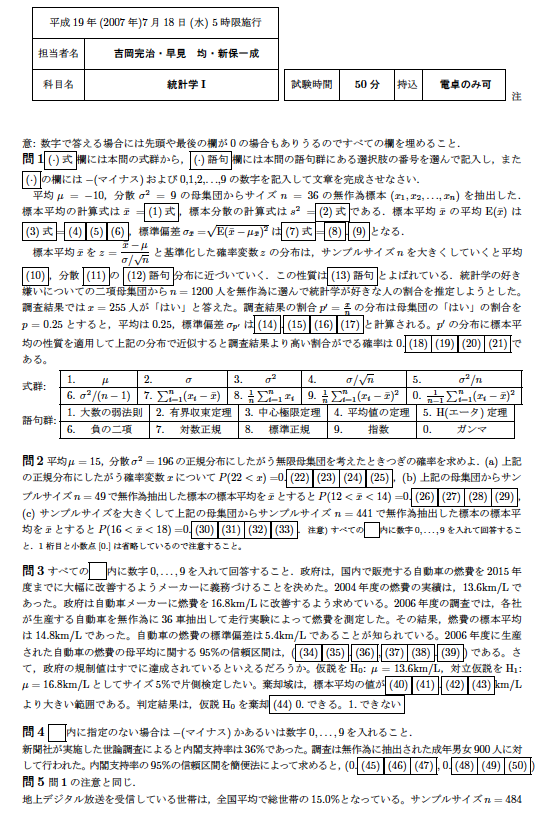 平成 19 年 (2007 年)7 月 18 日 (水) 5 時限施行
担当者名 吉岡完治・早見 均・新保一成
科目名 統計学 I 試験時間 50 分 持込 電卓のみ可
注
意: 数字で答える場合には先頭や最後の欄が 0 の場合もありうるのですべての欄を埋めること.
問 1 (·) 式 欄には本問の式群から, (·) 語句 欄には本問の語句群にある選択肢の番号を選んで記入し, また
(·) の欄には −(マイナス) および 0,1,2,...,9 の数字を記入して文章を完成させなさい.
平均 μ = −10, 分散 σ² = 9 の母集団からサイズ n = 36 の無作為標本 (x₁, x₂, ..., xₙ) を抽出した.
標本平均の計算式は x̄ = (1) 式, 標本分散の計算式は s² = (2) 式 である. 標本平均 x̄ の平均 E(x̄) は
(3) 式 = (4) (5) (6), 標準偏差 σx̄ = √E(x̄ − μx̄)² は (7) 式 = (8) . (9) となる.
標本平均 x̄ を z = (x̄ − μ)/(σ/√n) と基準化した確率変数 z の分布は, サンプルサイズ n を大きくしていくと平均
(10), 分散 (11) の (12) 語句 分布に近づいていく. この性質は (13) 語句 とよばれている. 統計学の好き
嫌いについての二項母集団から n = 1200 人を無作為に選んで統計学が好きな人の割合を推定しようとした.
調査結果では x = 255 人が「はい」と答えた. 調査結果の割合 p′ = x/n の分布は母集団の「はい」の割合を
p = 0.25 とすると, 平均は 0.25, 標準偏差 σp′ は (14) . (15) (16) (17) と計算される. p′ の分布に標本平
均の性質を適用して上記の分布で近似すると調査結果より高い割合がでる確率は 0. (18) (19) (20) (21) で
ある.
式群: 1. μ 2. σ 3. σ² 4. σ/√n 5. σ²/n
6. σ²/(n − 1) 7. ∑ⁿᵢ₌₁(xᵢ − x̄)² 8. 1/n ∑ⁿᵢ₌₁ xᵢ 9. 1/n ∑ⁿᵢ₌₁(xᵢ − x̄)² 0. 1/(n−1) ∑ⁿᵢ₌₁(xᵢ − x̄)²
語句群: 1. 大数の弱法則 2. 有界収束定理 3. 中心極限定理 4. 平均値の定理 5. H(エータ) 定理
6. 負の二項 7. 対数正規 8. 標準正規 9. 指数 0. ガンマ
問 2 平均 μ = 15, 分散 σ² = 196 の正規分布にしたがう無限母集団を考えたときつぎの確率を求めよ. (a) 上記
の正規分布にしたがう確率変数 x について P(22 < x) =0. (22) (23) (24) (25), (b) 上記の母集団からサン
プルサイズ n = 49 で無作為抽出した標本の標本平均を x̄ とすると P(12 < x̄ < 14) =0. (26) (27) (28) (29),
(c) サンプルサイズを大きくして上記の母集団からサンプルサイズ n = 441 で無作為抽出した標本の標本平
均を x̄ とすると P(16 < x̄ < 18) =0. (30) (31) (32) (33). 注意) すべての □ 内に数字 0, ..., 9 を入れて回答するこ
と. 1 桁目と小数点 [0.] は省略しているので注意すること.
問 3 すべての □ 内に数字 0, ..., 9 を入れて回答すること. 政府は, 国内で販売する自動車の燃費を 2015 年
度までに大幅に改善するようメーカーに義務づけることを決めた. 2004 年度の燃費の実績は, 13.6km/L で
あった. 政府は自動車メーカーに燃費を 16.8km/L に改善するよう求めている. 2006 年度の調査では, 各社
が生産する自動車を無作為に 36 車抽出して走行実験によって燃費を測定した. その結果, 燃費の標本平均
は 14.8km/L であった. 自動車の燃費の標準偏差は 5.4km/L であることが知られている. 2006 年度に生産
された自動車の燃費の母平均に関する 95% の信頼区間は, ( (34) (35) . (36), (37) (38) . (39) ) である. さ
て, 政府の規制値はすでに達成されているといえるだろうか. 仮説を H₀: μ = 13.6km/L, 対立仮説を H₁:
μ = 16.8km/L としてサイズ 5% で片側検定したい. 棄却域は, 標本平均の値が (40) (41) . (42) (43) km/L
より大きい範囲である. 判定結果は, 仮説 H₀ を棄却 (44) 0. できる. 1. できない
問 4 □ 内に指定のない場合は −(マイナス) かあるいは数字 0, ..., 9 を入れること.
新聞社が実施した世論調査によると内閣支持率は 36% であった. 調査は無作為に抽出された成年男女 900 人に対
して行われた. 内閣支持率の 95% の信頼区間を簡便法によって求めると, (0. (45) (46) (47), 0. (48) (49) (50) )
問 5 問 1 の注意と同じ.
地上デジタル放送を受信している世帯は, 全国平均で総世帯の 15.0% となっている. サンプルサイズ n = 484